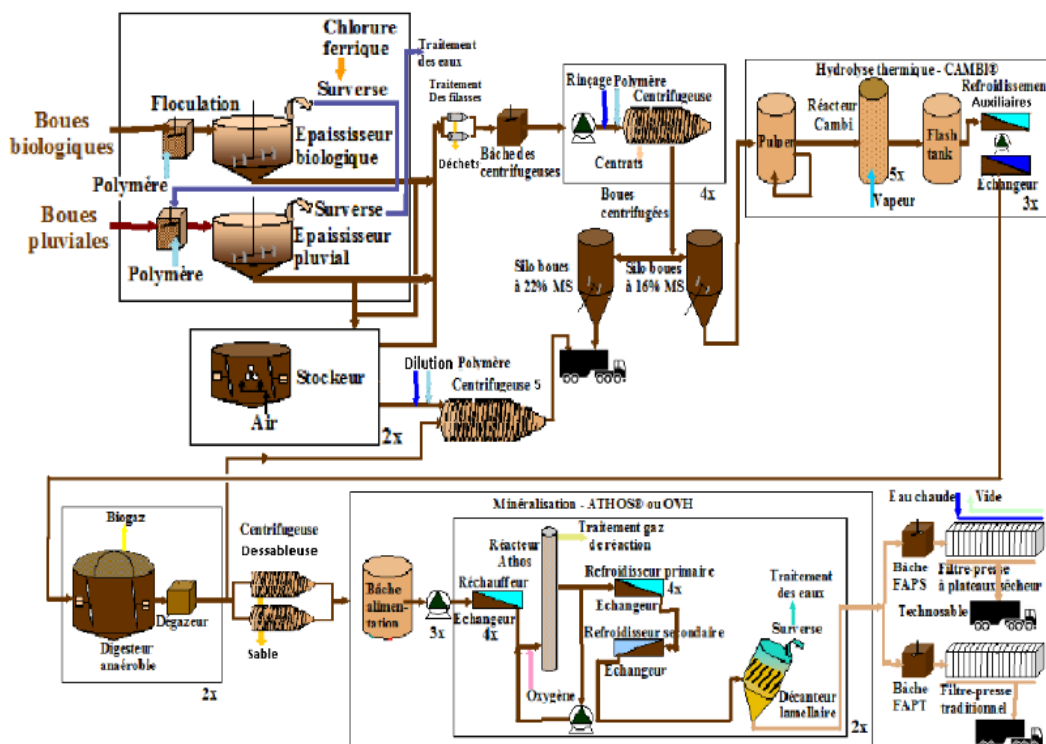 Chlorure
ferrique
Surverse
Floculation
Boues
biologiques
Epaississeur
biologique
Polymère
Boues
pluviales
Surverse
Epaississeur
pluvial
Polymère
Traitement
des eaux
Traitement
Des filasses
Déchets
Bâche des
centrifugeuses
Rinçage
Polymère
Centrifugeuse
Centrats
4x
Boues
centrifugées
Silo boues
à 22% MS
Silo boues
à 16% MS
Hydrolyse thermique - CAMBI®
Refroidissement
Auxiliaires
Réacteur
Cambi
Pulper
Flash
tank
5x
Vapeur
Echangeur
3x
Stockeur
Air
2x
Dilution
Polymère
Centrifugeuse 5
Biogaz
Digesteur
anaérobie
Dégazeur
2x
Centrifugeuse
Dessableuse
Sable
Minéralisation - ATHOS® ou OVH
Bâche
alimen-
tation
3x
Réchauffeur
Echangeur
4x
Réacteur
Athos
Traitement gaz
de réaction
Refroidisseur primaire
4x
Echangeur
Refroidisseur secondaire
Echangeur
Oxygène
Traitement
des eaux
Surverse
Décanteur
lamellaire
2x
Eau chaude
Vide
Bâche
FAPS
Filtre-presse
à plateaux sécheur
Technosable
Bâche
FAPT
Filtre-presse
traditionnel